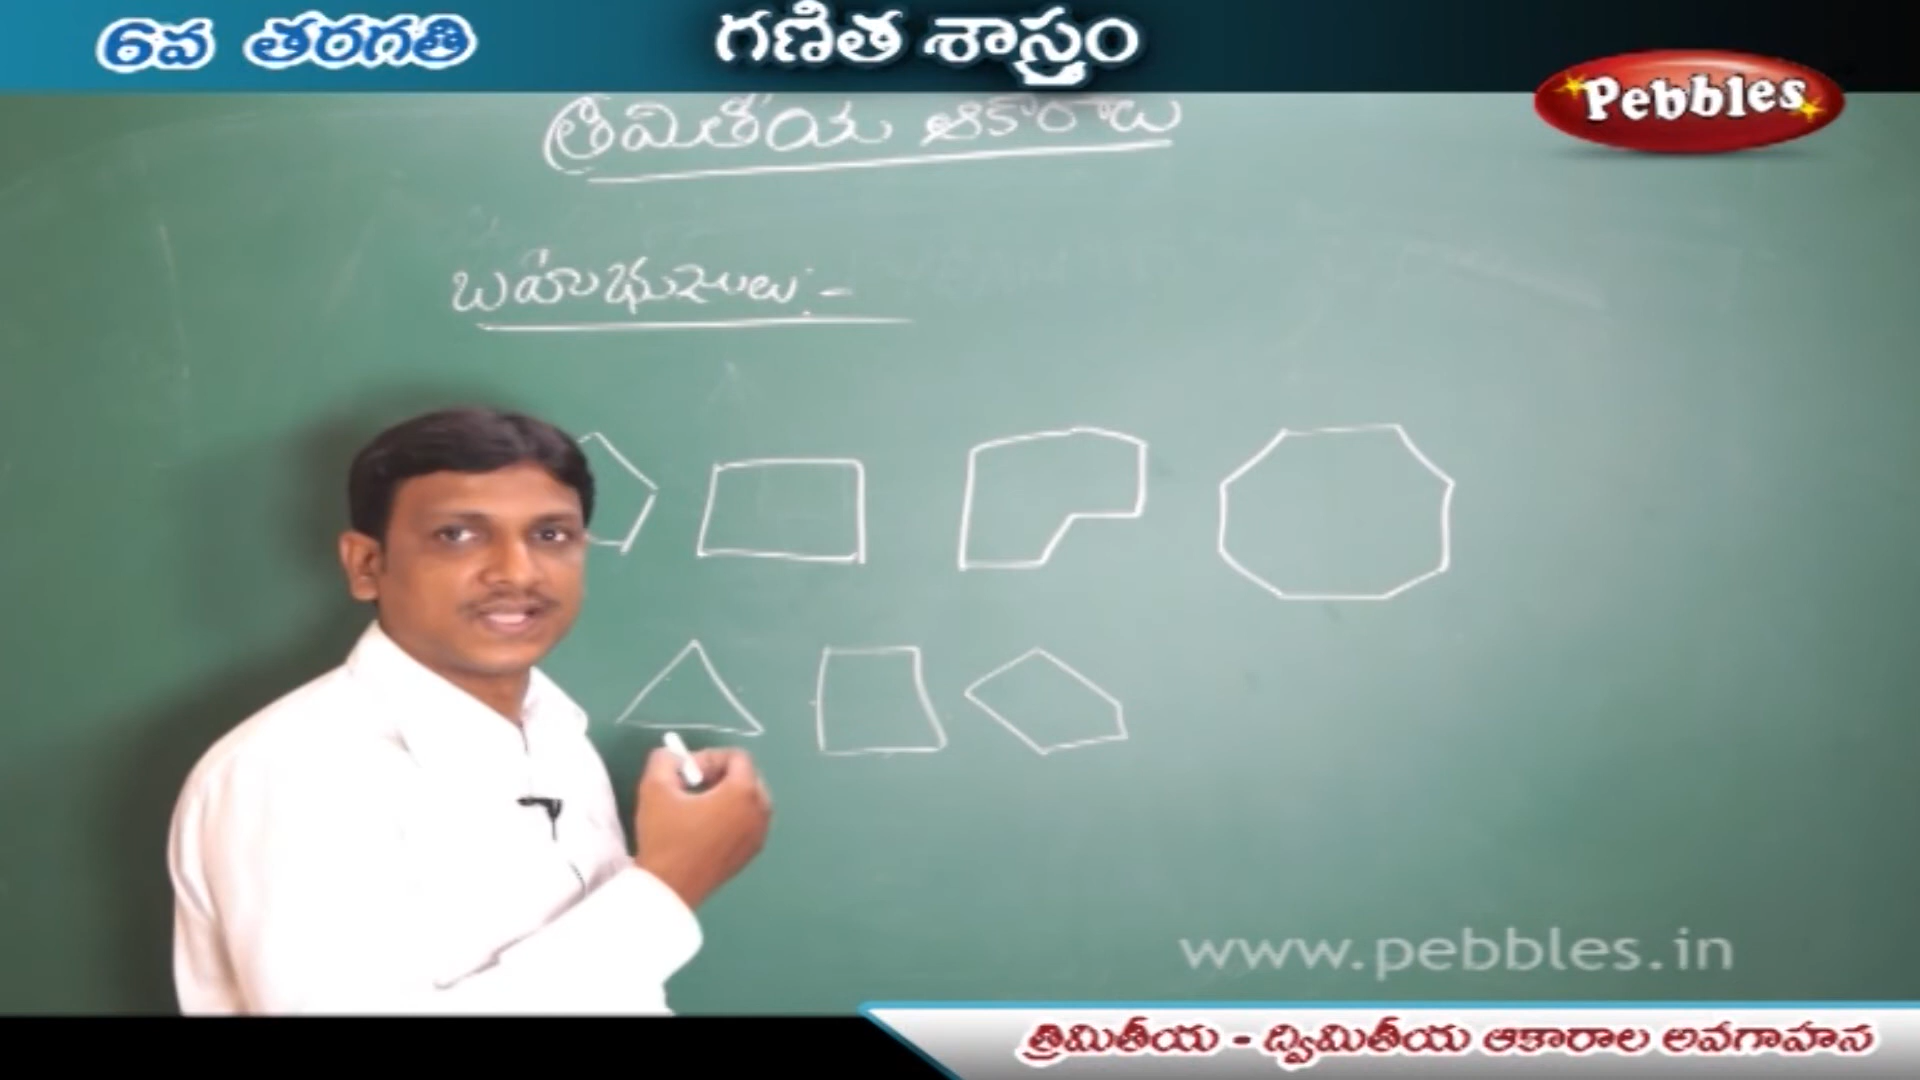 6వ తరగతి
గణిత శాస్త్రం
Pebbles
త్రిమితీయ ఆకారాలు
బహుభుజులు:-
www.pebbles.in
త్రిమితీయ - ద్విమితీయ ఆకారాల అవగాహన